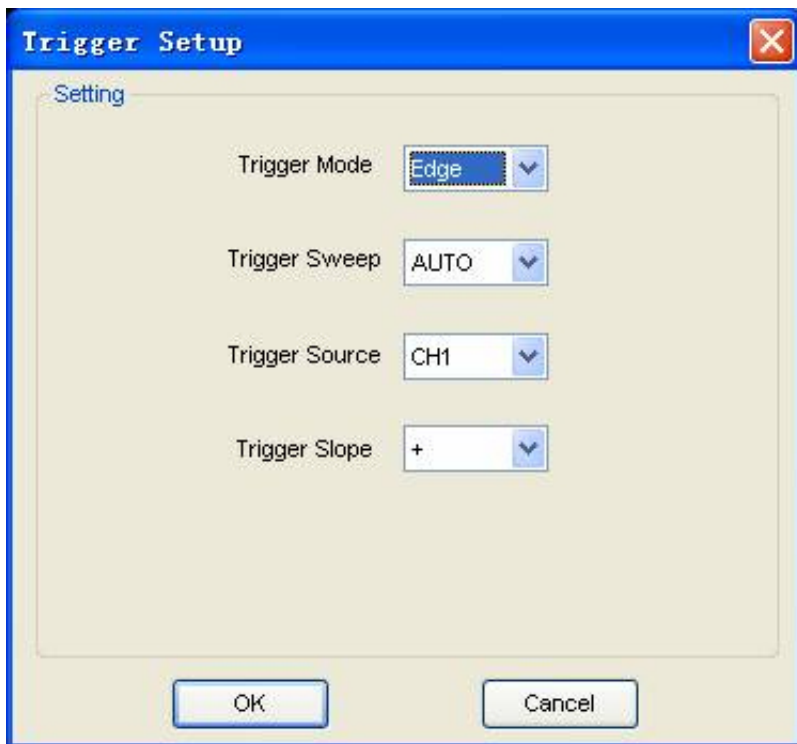 Trigger Setup
Setting
Trigger Mode Edge
Trigger Sweep AUTO
Trigger Source CH1
Trigger Slope +
OK Cancel